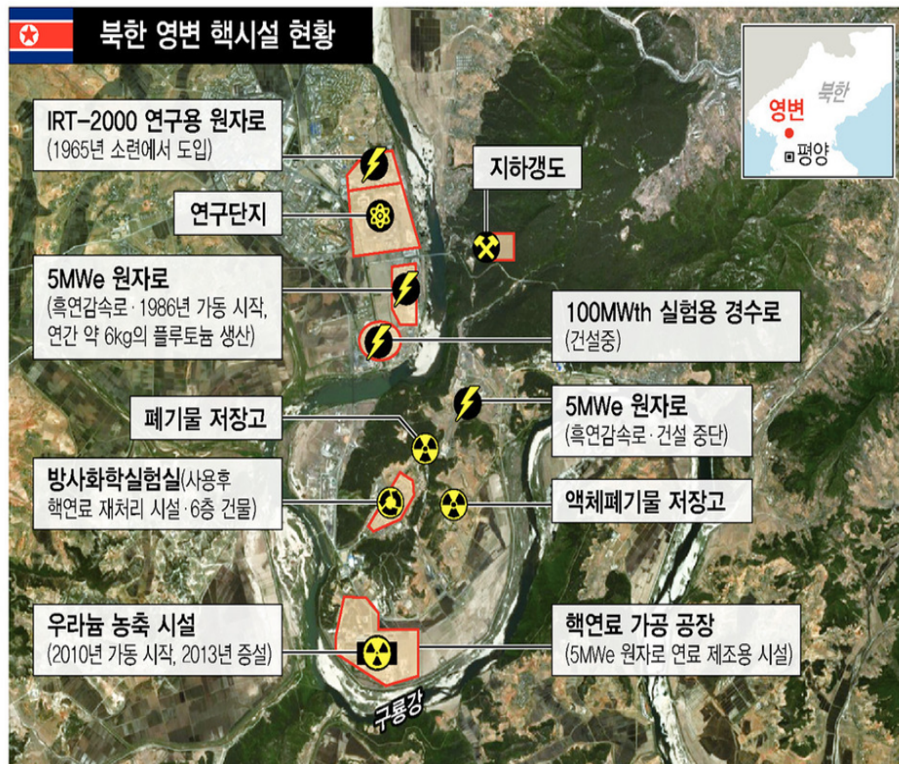 북한 영변 핵시설 현황
북한
영변
평양
IRT-2000 연구용 원자로
(1965년 소련에서 도입)
지하갱도
연구단지
5MWe 원자로
(흑연감속로·1986년 가동 시작,
연간 약 6kg의 플루토늄 생산)
100MWth 실험용 경수로
(건설중)
폐기물 저장고
5MWe 원자로
(흑연감속로·건설 중단)
방사화학실험실(사용후
핵연료 재처리 시설·6층 건물)
액체폐기물 저장고
우라늄 농축 시설
(2010년 가동 시작, 2013년 증설)
핵연료 가공 공장
(5MWe 원자로 연료 제조용 시설)
구룡강